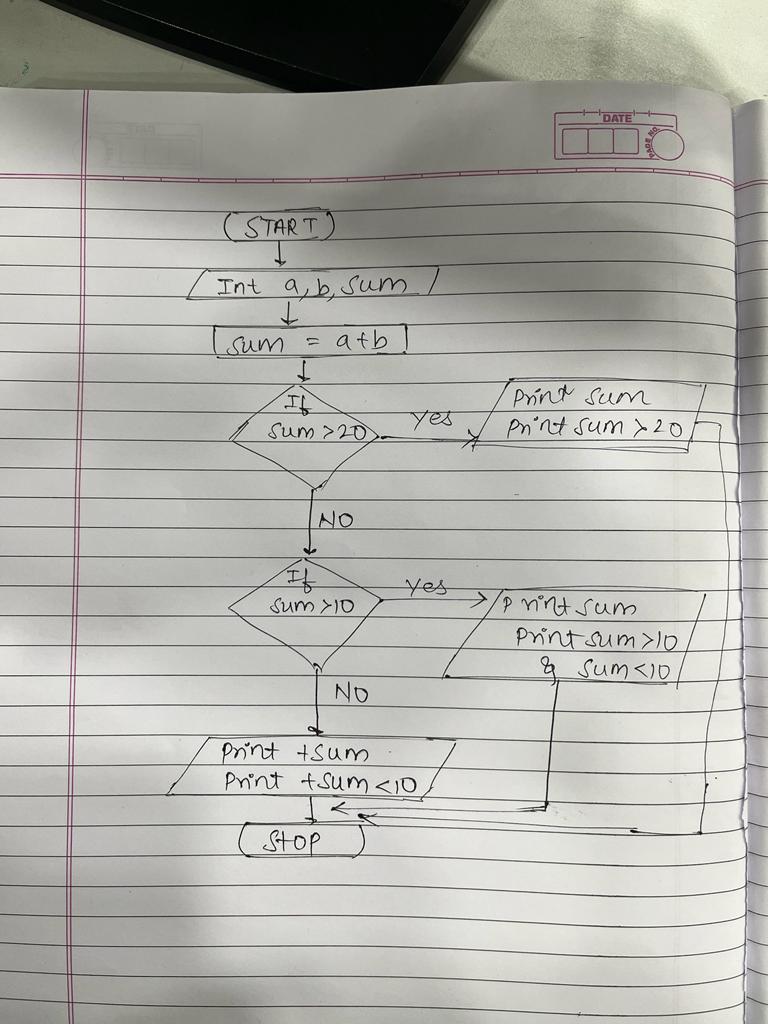 DATE
PAGE NO.
START
Int a, b, sum
sum = a+b
If
sum > 20
Yes
Print sum
Print sum > 20
NO
If
sum > 10
Yes
Print sum
Print sum > 10
& sum < 10
NO
Print + sum
Print + sum < 10
STOP